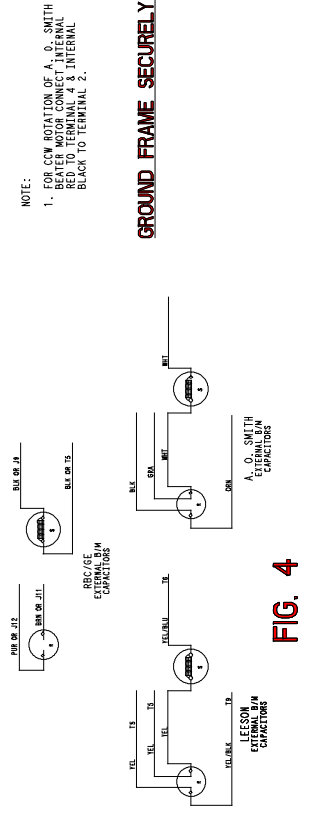 PUR OR J12
BRN OR J11
BLK OR J9
BLK OR T5
R
S
RBC/GE
EXTERNAL B/M
CAPACITORS
YEL
T5
YEL
T5
YEL
YEL/BLU
T6
YEL/BLK
T9
R
S
LEESON
EXTERNAL B/M
CAPACITORS
BLK
GRA
WHT
WHT
ORN
R
S
A. O. SMITH
EXTERNAL B/M
CAPACITORS
FIG. 4
NOTE:
1. FOR CCW ROTATION OF A. O. SMITH
BEATER MOTOR CONNECT INTERNAL
RED TO TERMINAL 4 & INTERNAL
BLACK TO TERMINAL 2.
GROUND FRAME SECURELY